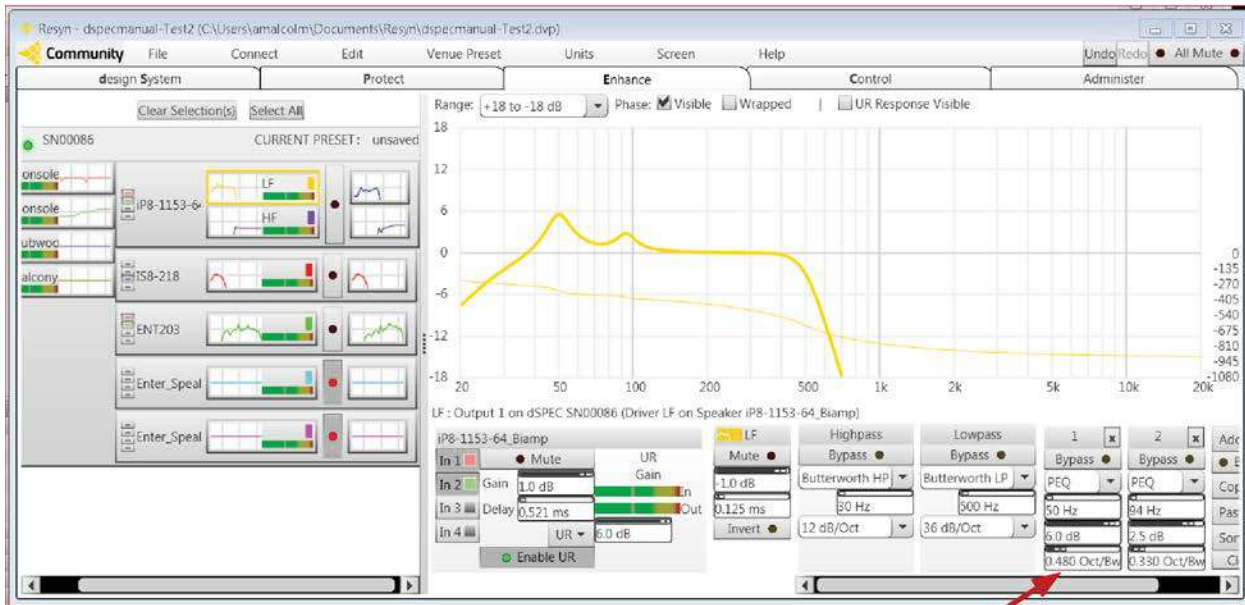 Resyn - dspecmanual-Test2 (C:\Users\amalcolm\Documents\Resyn\dspecmanual-Test2.dvp)
Community File Connect Edit Venue Preset Units Screen Help Undo Redo All Mute
design System Protect Enhance Control Administer
Clear Selection(s) Select All
Range: +18 to -18 dB Phase: Visible Wrapped | UR Response Visible
SN00086 CURRENT PRESET: unsaved
onsole
onsole
ubwoo
alcony
iP8-1153-64
LF
HF
IS8-218
ENT203
Enter_Speal
Enter_Speal
18
12
6
0
-6
-12
-18
0
-135
-270
-405
-540
-675
-810
-945
-1080
20 50 100 200 500 1k 2k 5k 10k 20k
LF : Output 1 on dSPEC SN00086 (Driver LF on Speaker iP8-1153-64_Biamp)
iP8-1153-64_Biamp
In 1
In 2
In 3
In 4
Mute
Gain 1.0 dB
Delay 0.521 ms
UR 6.0 dB
Enable UR
UR
Gain
In
Out
LF
Mute
-1.0 dB
0.125 ms
Invert
Highpass
Bypass
Butterworth HP
30 Hz
12 dB/Oct
Lowpass
Bypass
Butterworth LP
500 Hz
36 dB/Oct
1 x
Bypass
PEQ
50 Hz
6.0 dB
0.480 Oct/Bw
2 x
Bypass
PEQ
94 Hz
2.5 dB
0.330 Oct/Bw
Cop
Pas